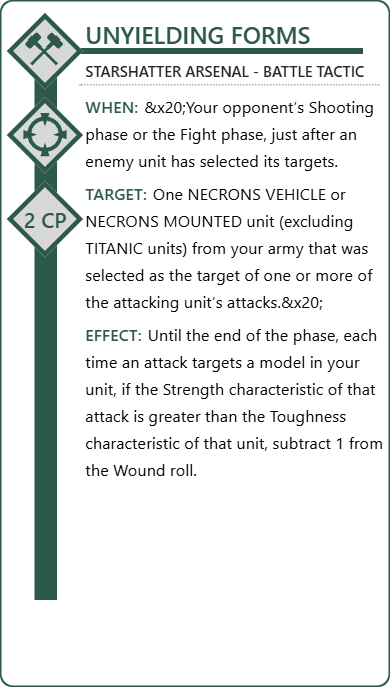 UNYIELDING FORMS
STARSHATTER ARSENAL - BATTLE TACTIC
WHEN: &x20;Your opponent’s Shooting
phase or the Fight phase, just after an
enemy unit has selected its targets.
TARGET: One NECRONS VEHICLE or
NECRONS MOUNTED unit (excluding
TITANIC units) from your army that was
selected as the target of one or more of
the attacking unit’s attacks.&x20;
2 CP
EFFECT: Until the end of the phase, each
time an attack targets a model in your
unit, if the Strength characteristic of that
attack is greater than the Toughness
characteristic of that unit, subtract 1 from
the Wound roll.